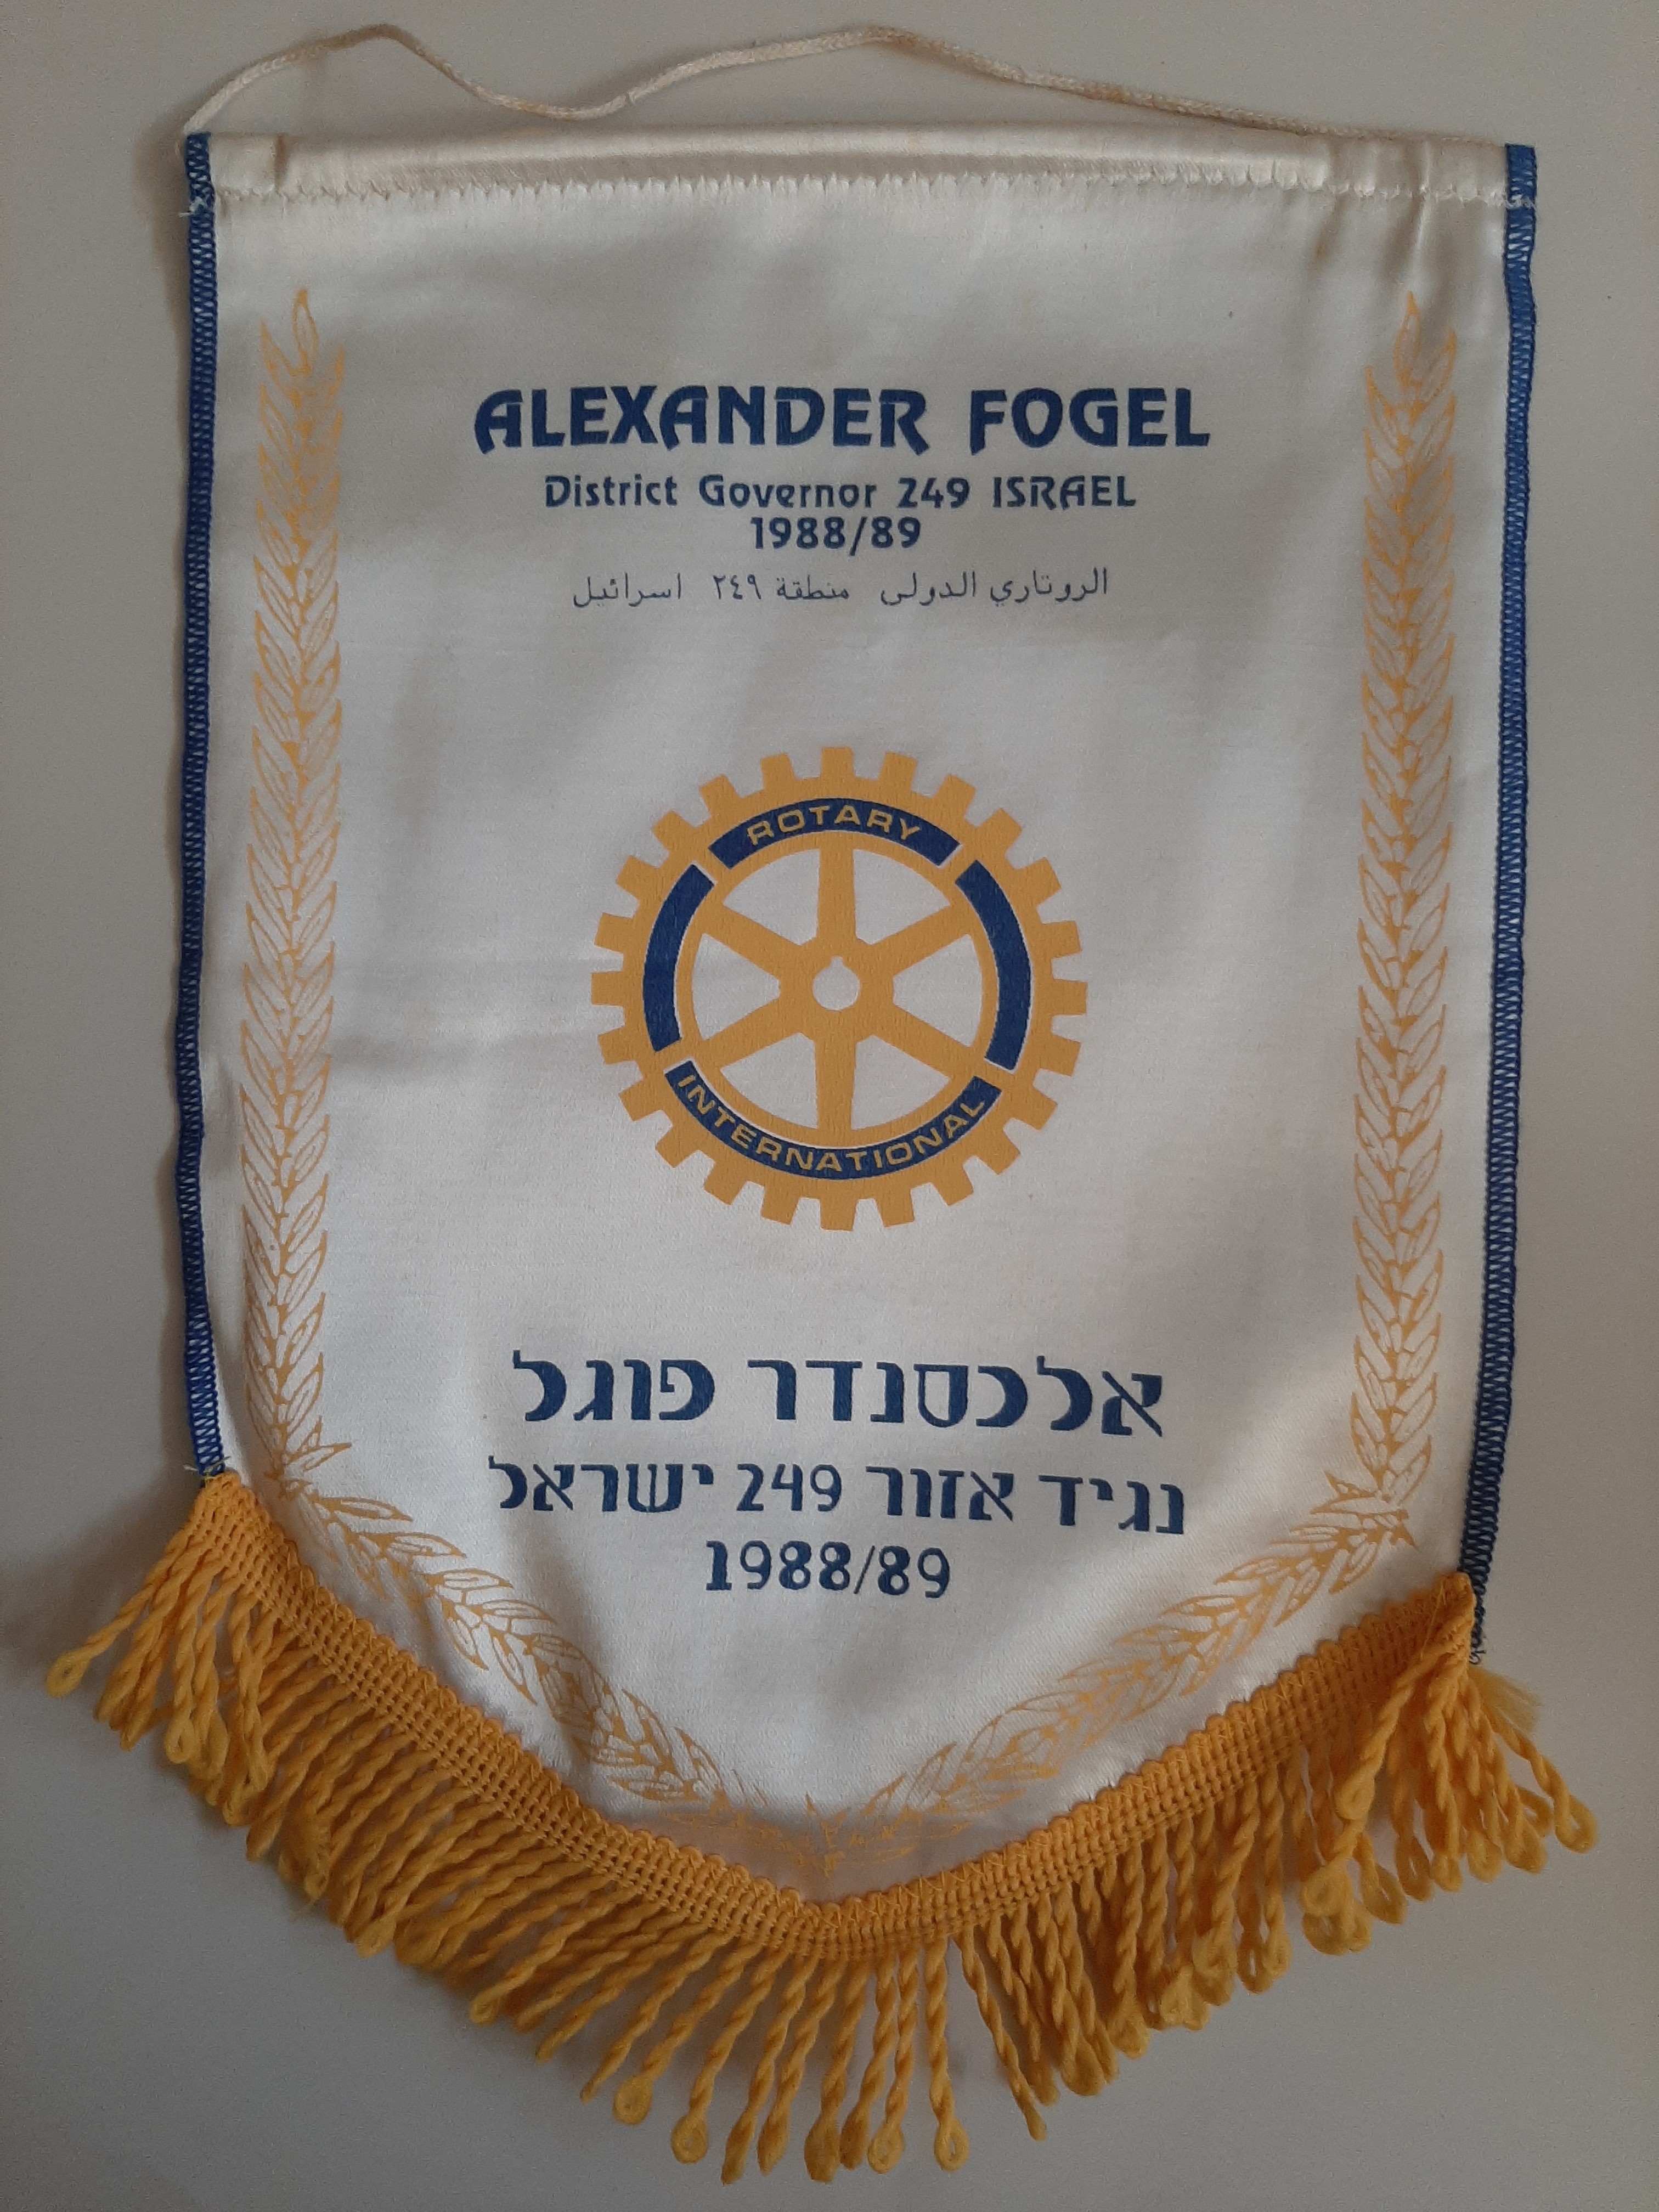 ALEXANDER FOGEL
District Governor 249 ISRAEL
1988/89
الروتاري الدولى منطقة ٢٤٩ اسرائيل
ROTARY
INTERNATIONAL
אלכסנדר פוגל
נגיד אזור 249 ישראל
1988/89